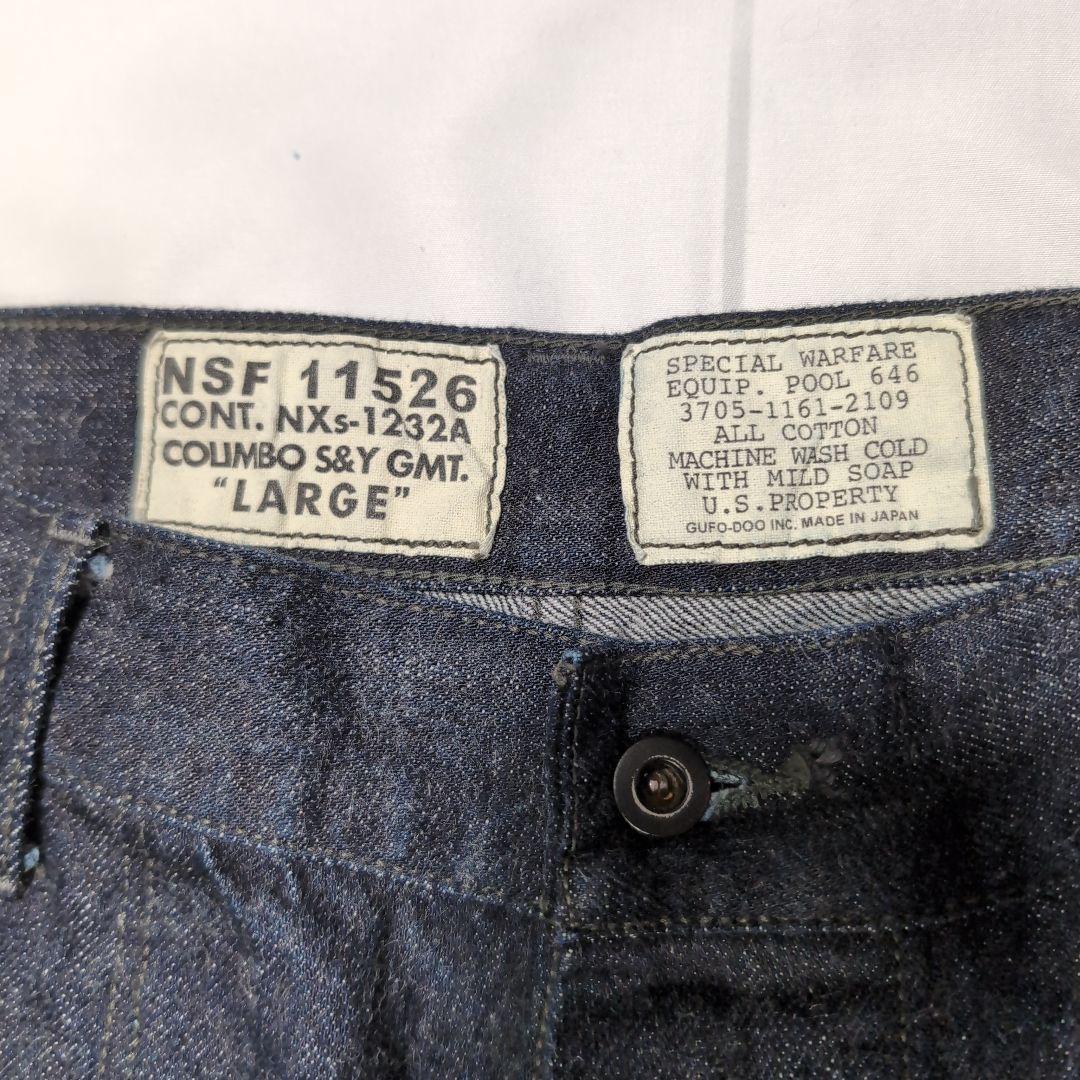 NSF 11526
CONT. NXs-1232A
COLIMBO S&Y GMT.
"LARGE"
SPECIAL WARFARE
EQUIP. POOL 646
3705-1161-2109
ALL COTTON
MACHINE WASH COLD
WITH MILD SOAP
U.S.PROPERTY
GUFO-DOO INC. MADE IN JAPAN